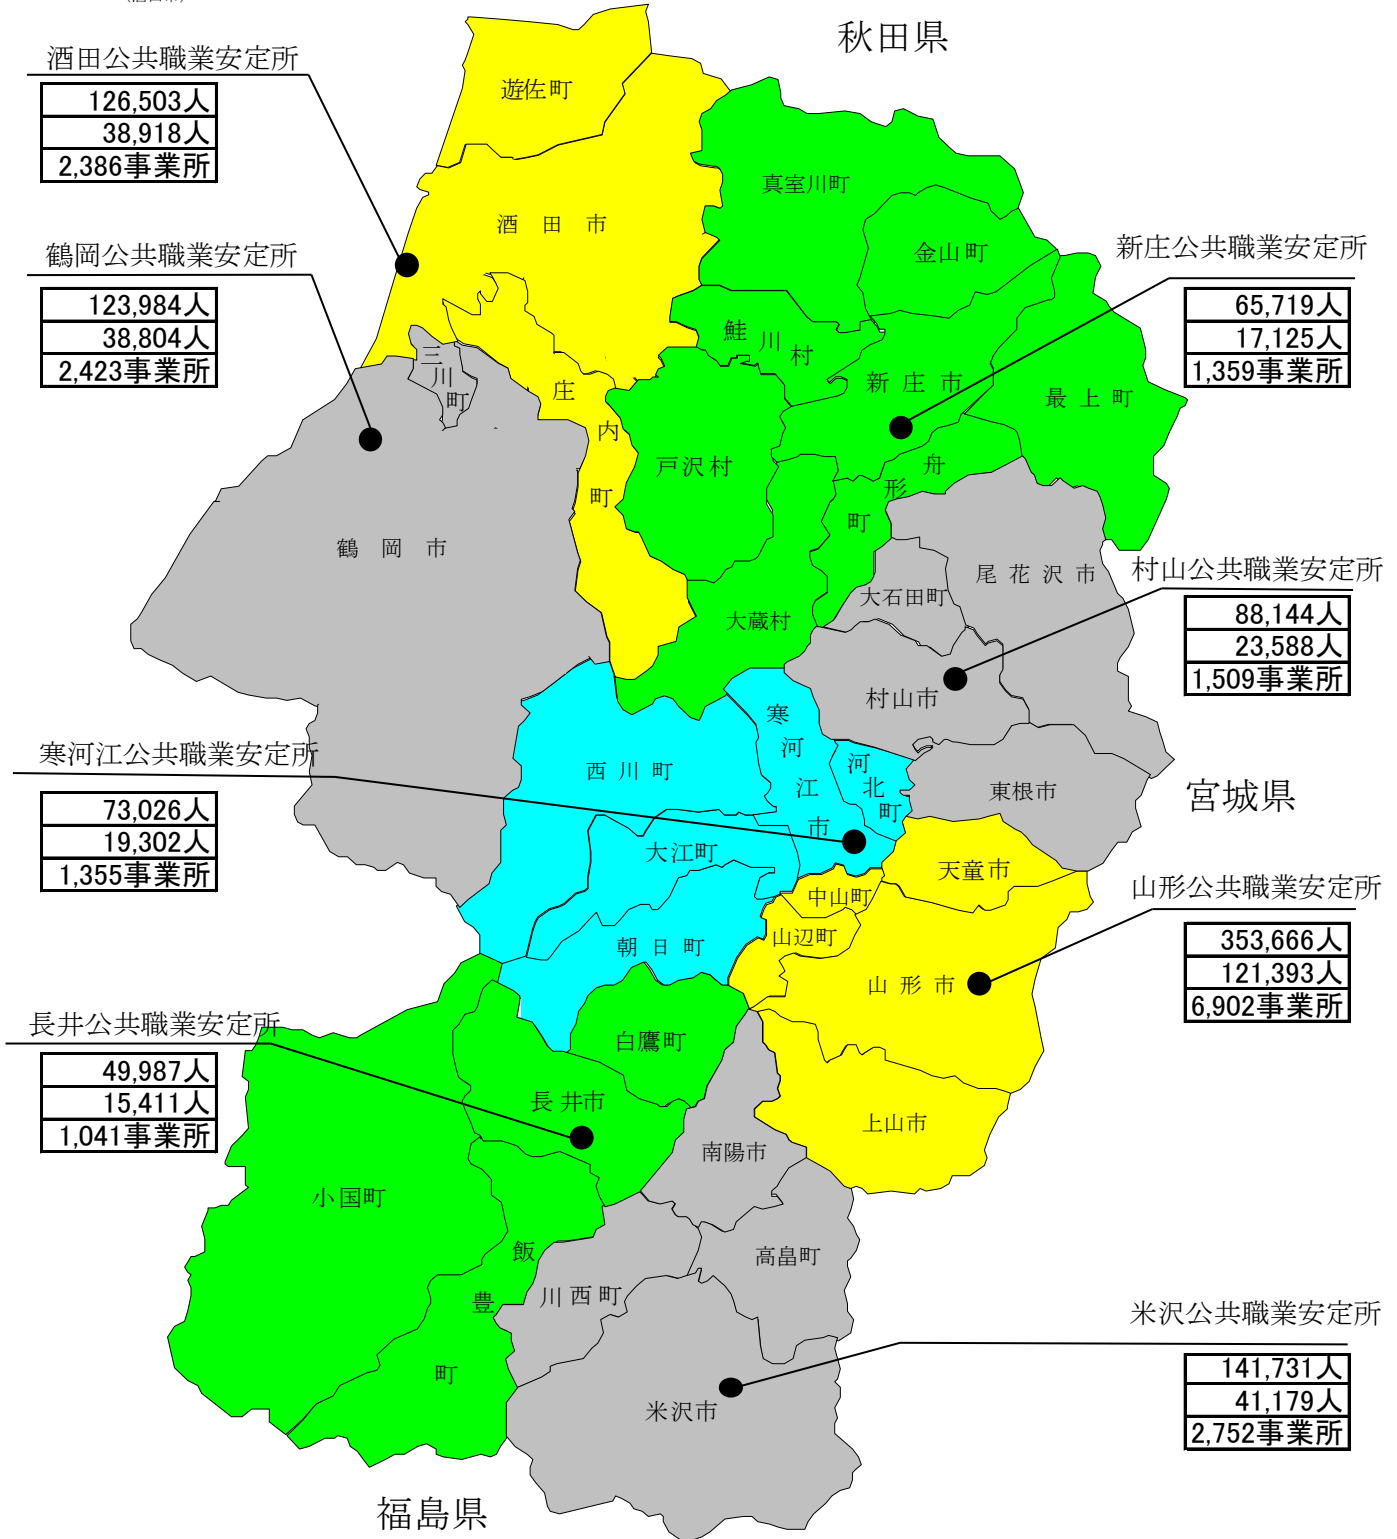 秋田県
酒田公共職業安定所
126,503人
38,918人
2,386事業所
遊佐町
真室川町
酒田市
金山町
鶴岡公共職業安定所
123,984人
38,804人
2,423事業所
新庄公共職業安定所
65,719人
17,125人
1,359事業所
鮭川村
三川町
庄内町
新庄市
最上町
戸沢村
舟形町
鶴岡市
尾花沢市
大石田町
大蔵村
村山公共職業安定所
88,144人
23,588人
1,509事業所
村山市
寒河江市
河北町
西川町
東根市
宮城県
寒河江公共職業安定所
73,026人
19,302人
1,355事業所
大江町
天童市
中山町
山辺町
朝日町
山形市
山形公共職業安定所
353,666人
121,393人
6,902事業所
長井公共職業安定所
49,987人
15,411人
1,041事業所
白鷹町
長井市
上山市
南陽市
小国町
飯豊町
高畠町
川西町
米沢市
米沢公共職業安定所
141,731人
41,179人
2,752事業所
福島県